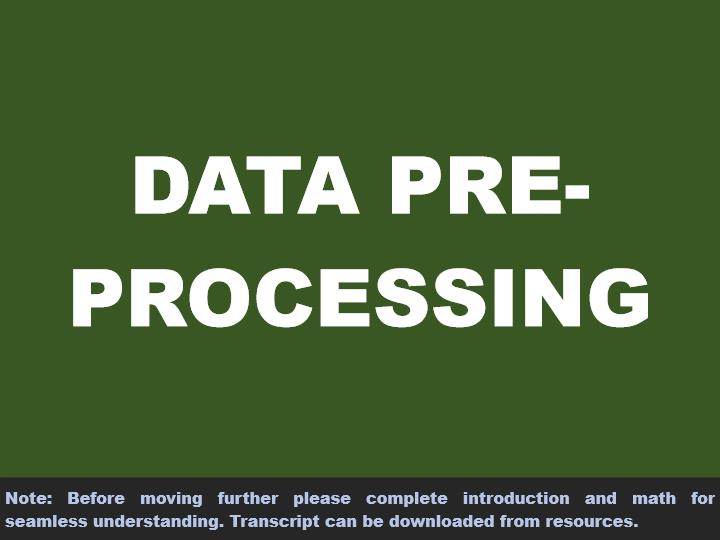 DATA PRE-
PROCESSING
Note: Before moving further please complete introduction and math for
seamless understanding. Transcript can be downloaded from resources.